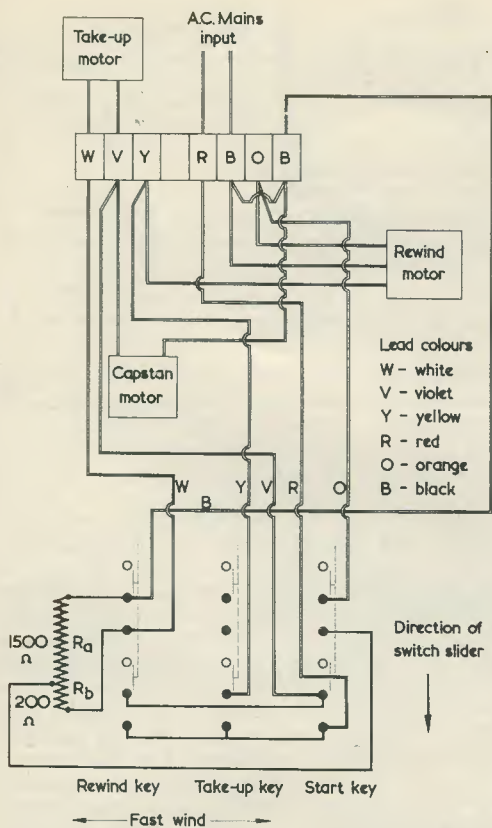 A.C. Mains
input
Take-up
motor
W V Y R B O B
Rewind
motor
Lead colours
W - white
V - violet
Y - yellow
R - red
O - orange
B - black
Capstan
motor
W B Y V R O
1500
Ω
Ra
Rb
200
Ω
Direction of
switch slider
Rewind key Take-up key Start key
Fast wind